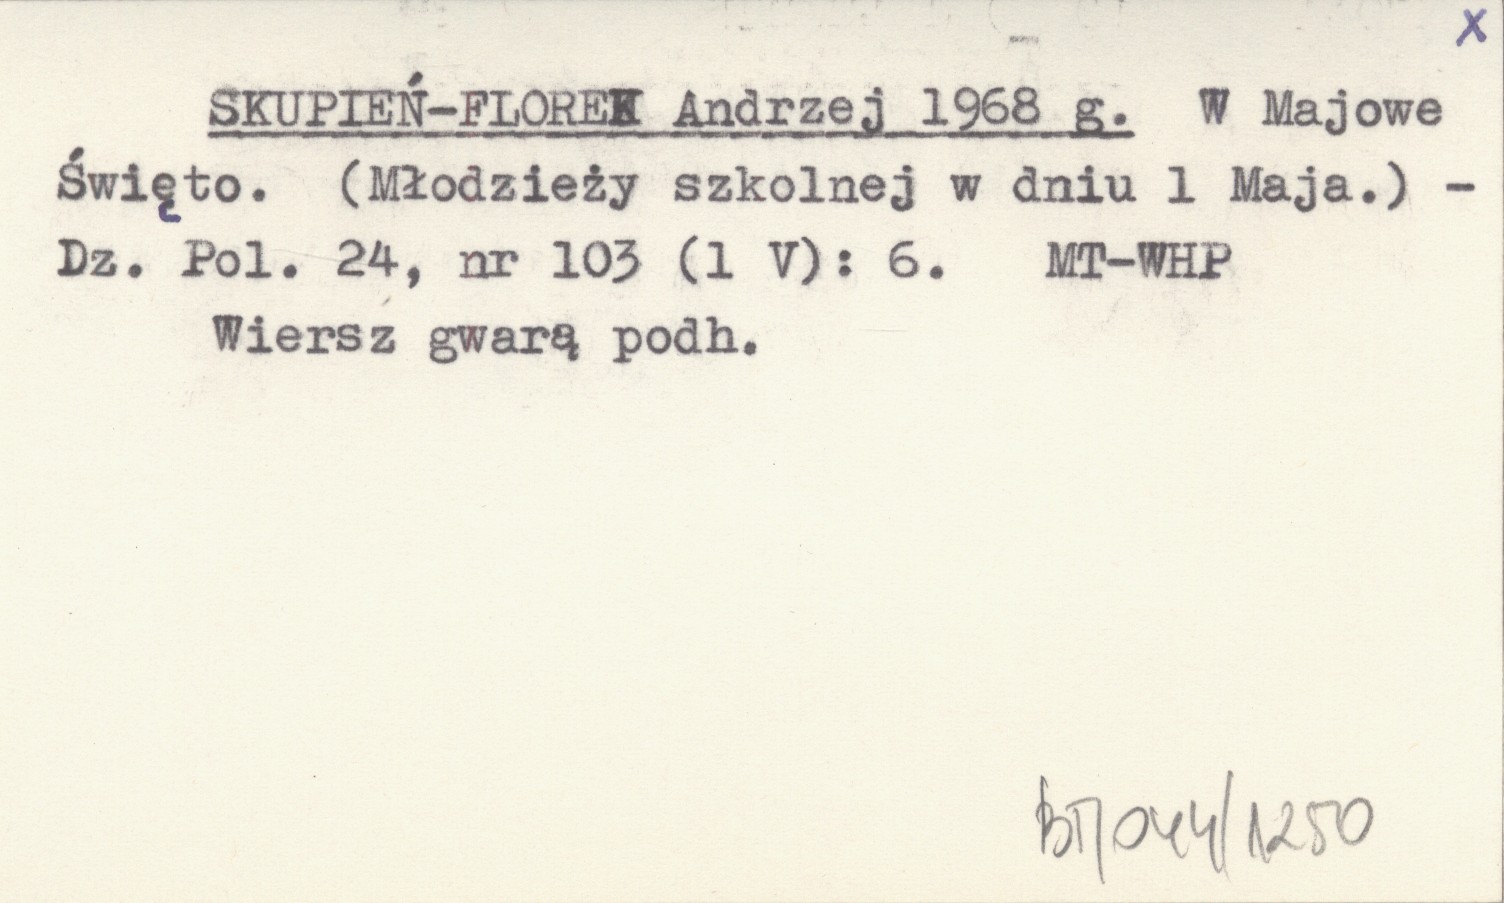 X
SKUPIEŃ-FLOREK Andrzej 1968 g. W Majowe
Święto. (Młodzieży szkolnej w dniu 1 Maja.) -
Dz. Pol. 24, nr 103 (1 V): 6. MT-WHP
Wiersz gwarą podh.
BT/044/1250